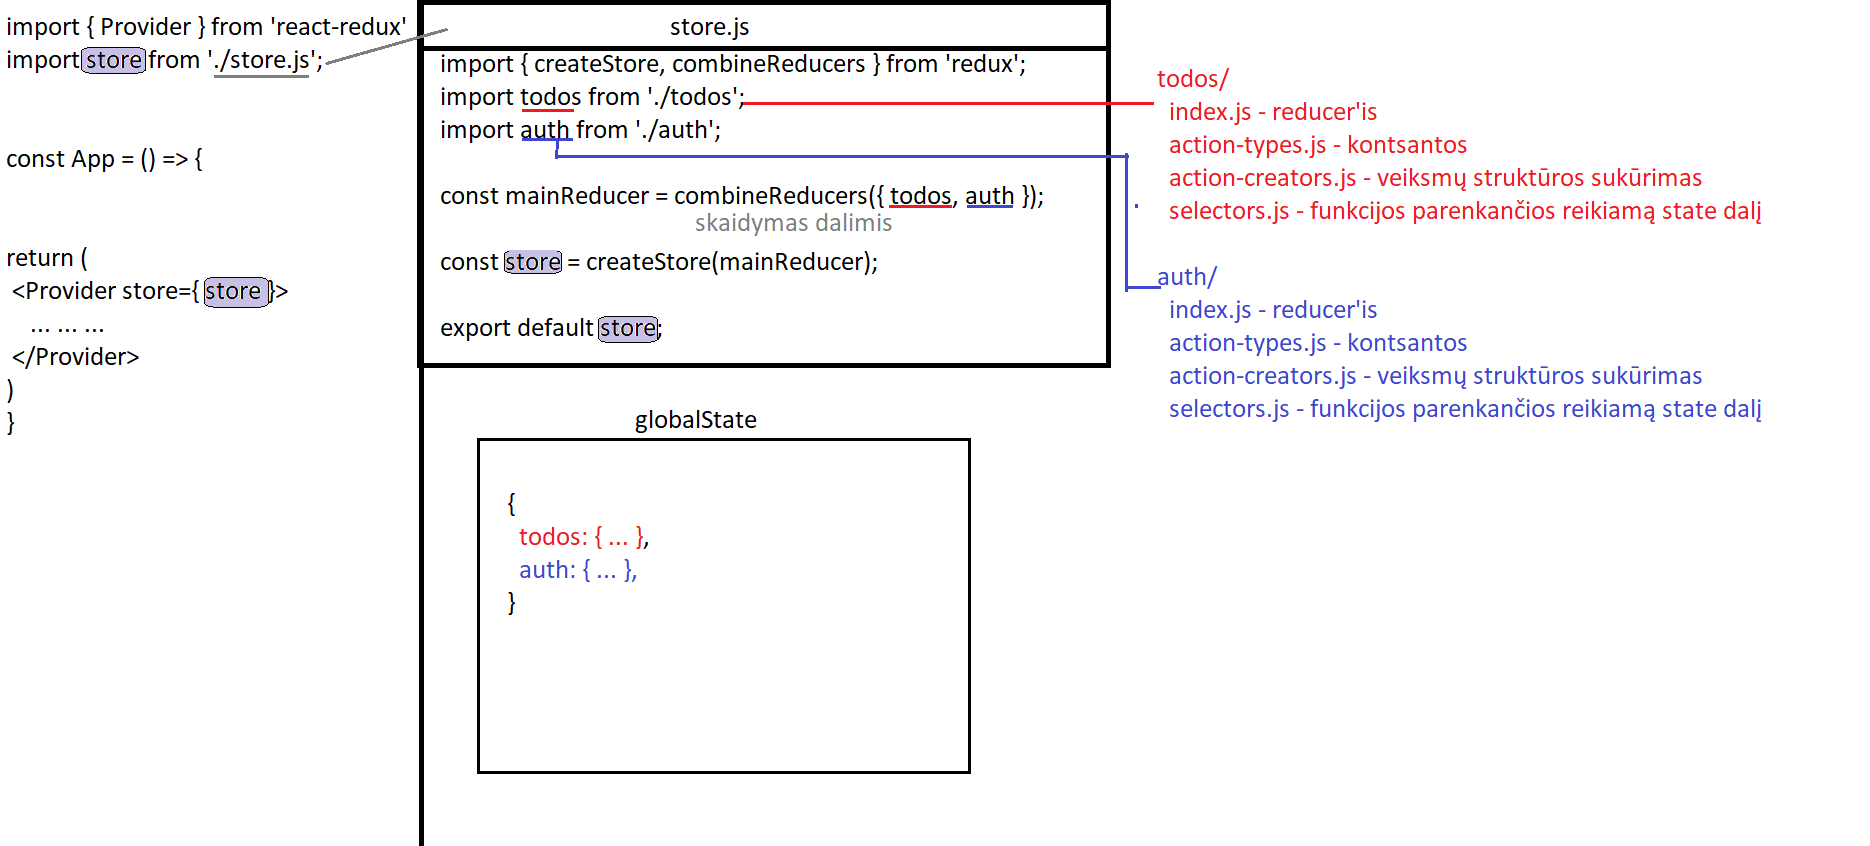 import { Provider } from 'react-redux'
import store from './store.js';
const App = () => {
return (
<Provider store={ store }>
... ... ...
</Provider>
)
}
store.js
import { createStore, combineReducers } from 'redux';
import todos from './todos';
import auth from './auth';
const mainReducer = combineReducers({ todos, auth });
skaidymas dalimis
const store = createStore(mainReducer);
export default store;
globalState
{
todos: { ... },
auth: { ... },
}
todos/
index.js - reducer'is
action-types.js - kontsantos
action-creators.js - veiksmų struktūros sukūrimas
selectors.js - funkcijos parenkančios reikiamą state dalį
auth/
index.js - reducer'is
action-types.js - kontsantos
action-creators.js - veiksmų struktūros sukūrimas
selectors.js - funkcijos parenkančios reikiamą state dalį